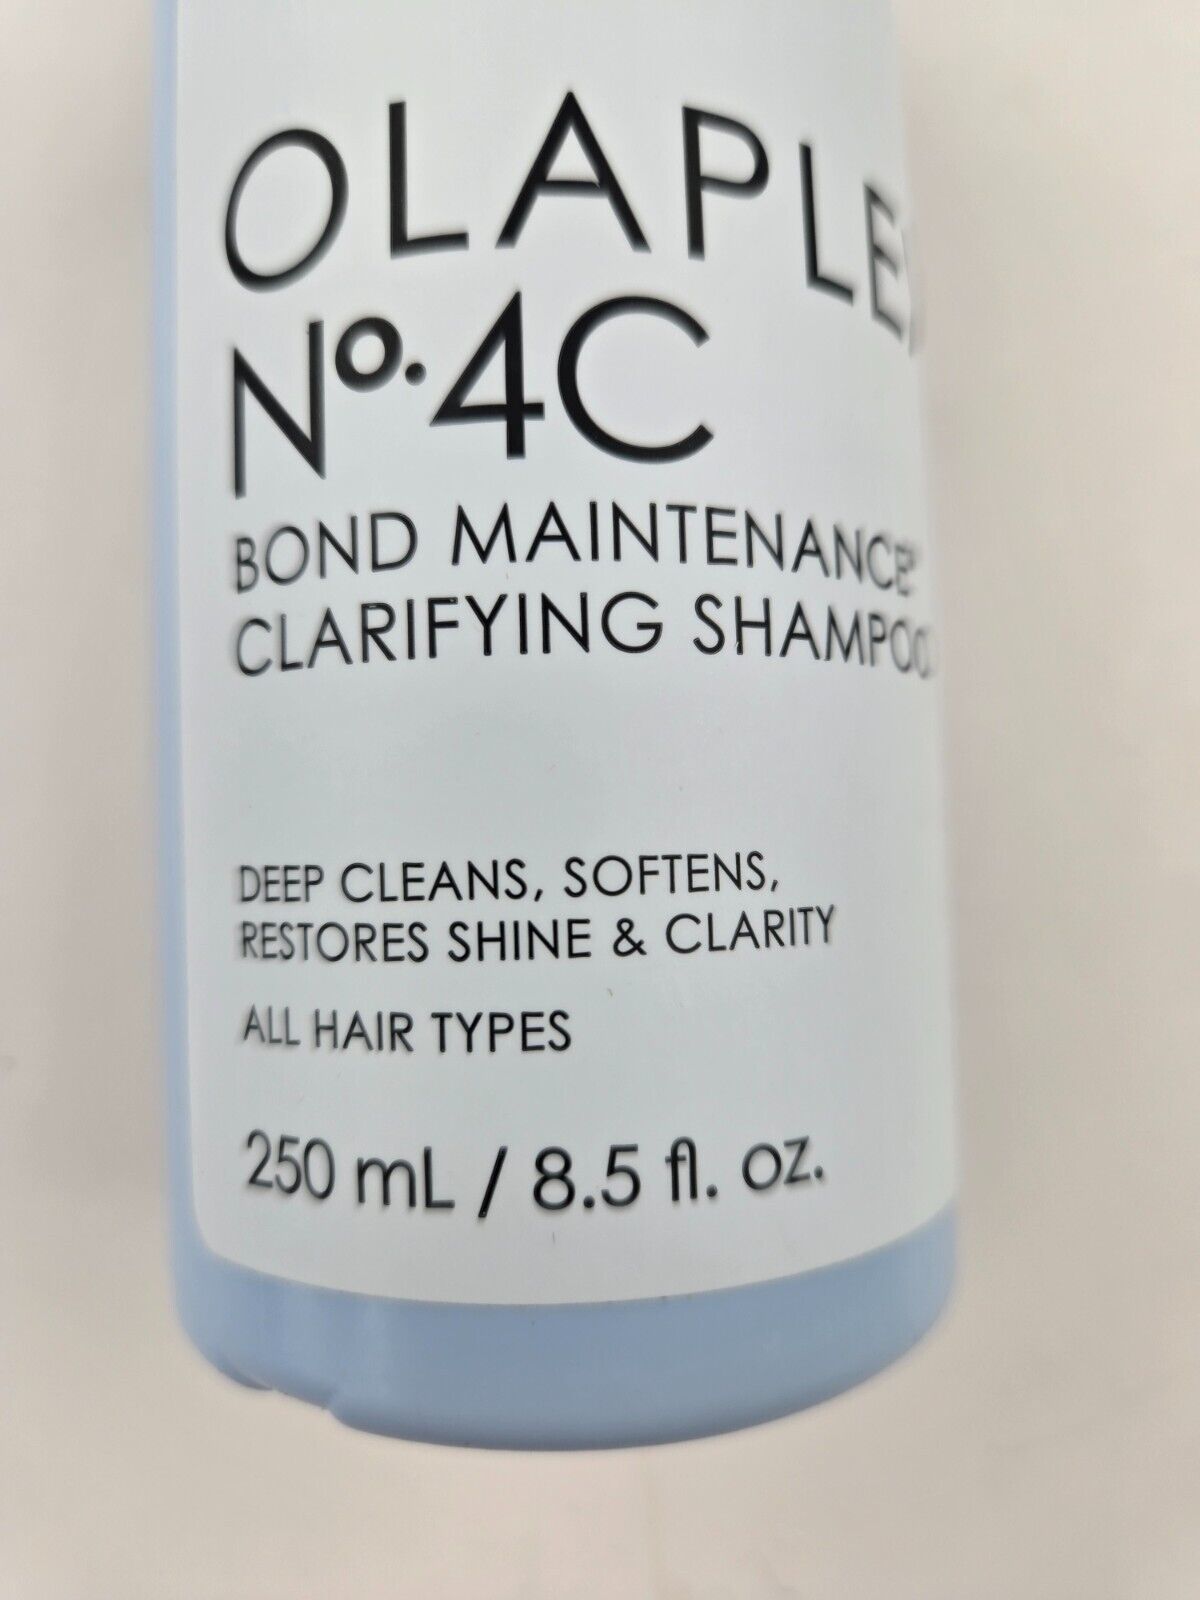 OLAPLEX
Nº.4C
BOND MAINTENANCE®
CLARIFYING SHAMPOO
DEEP CLEANS, SOFTENS,
RESTORES SHINE & CLARITY
ALL HAIR TYPES
250 mL / 8.5 fl. oz.